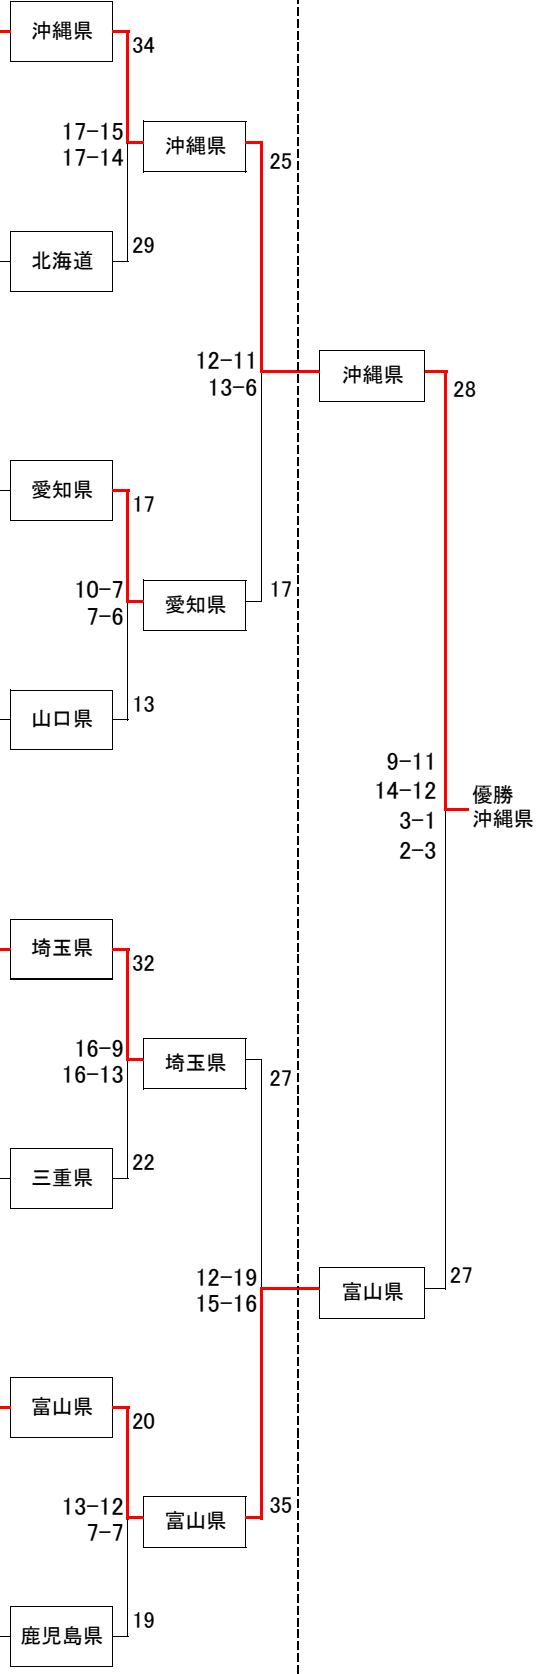 沖縄県
34
17-15
17-14
沖縄県
25
北海道
29
12-11
13-6
沖縄県
28
愛知県
17
10-7
7-6
愛知県
17
山口県
13
9-11
14-12
3-1
2-3
優勝
沖縄県
埼玉県
32
16-9
16-13
埼玉県
27
三重県
22
12-19
15-16
富山県
27
富山県
20
13-12
7-7
富山県
35
鹿児島県
19